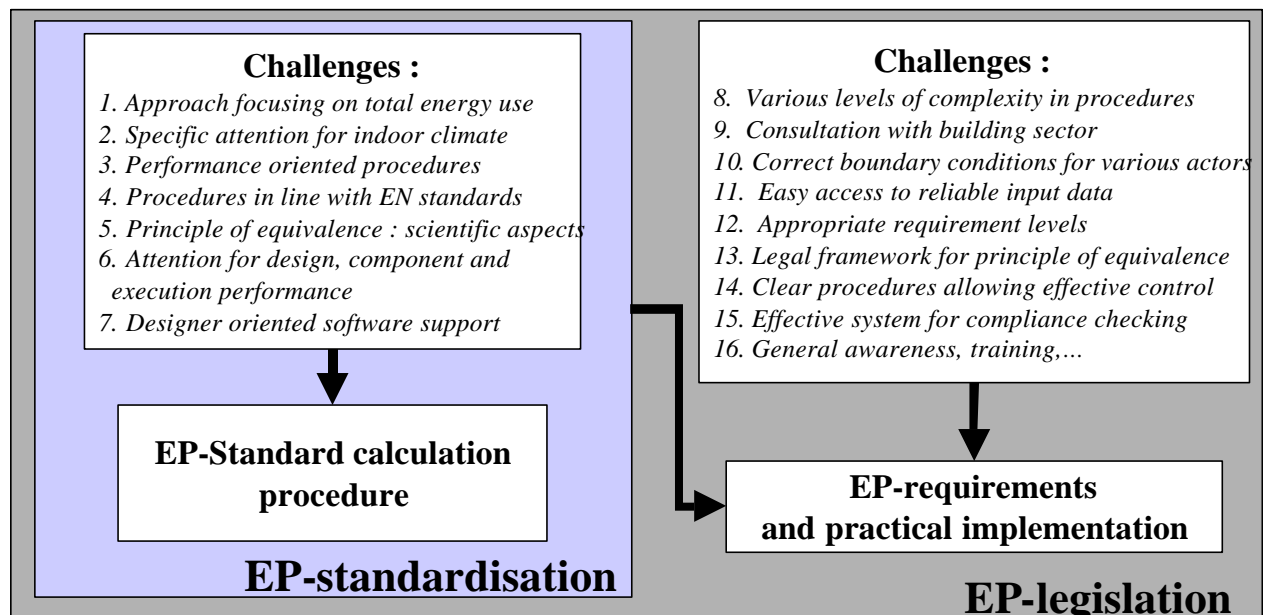 Challenges :
1. Approach focusing on total energy use
2. Specific attention for indoor climate
3. Performance oriented procedures
4. Procedures in line with EN standards
5. Principle of equivalence : scientific aspects
6. Attention for design, component and
execution performance
7. Designer oriented software support
EP-Standard calculation
procedure
EP-standardisation
Challenges :
8. Various levels of complexity in procedures
9. Consultation with building sector
10. Correct boundary conditions for various actors
11. Easy access to reliable input data
12. Appropriate requirement levels
13. Legal framework for principle of equivalence
14. Clear procedures allowing effective control
15. Effective system for compliance checking
16. General awareness, training,...
EP-requirements
and practical implementation
EP-legislation